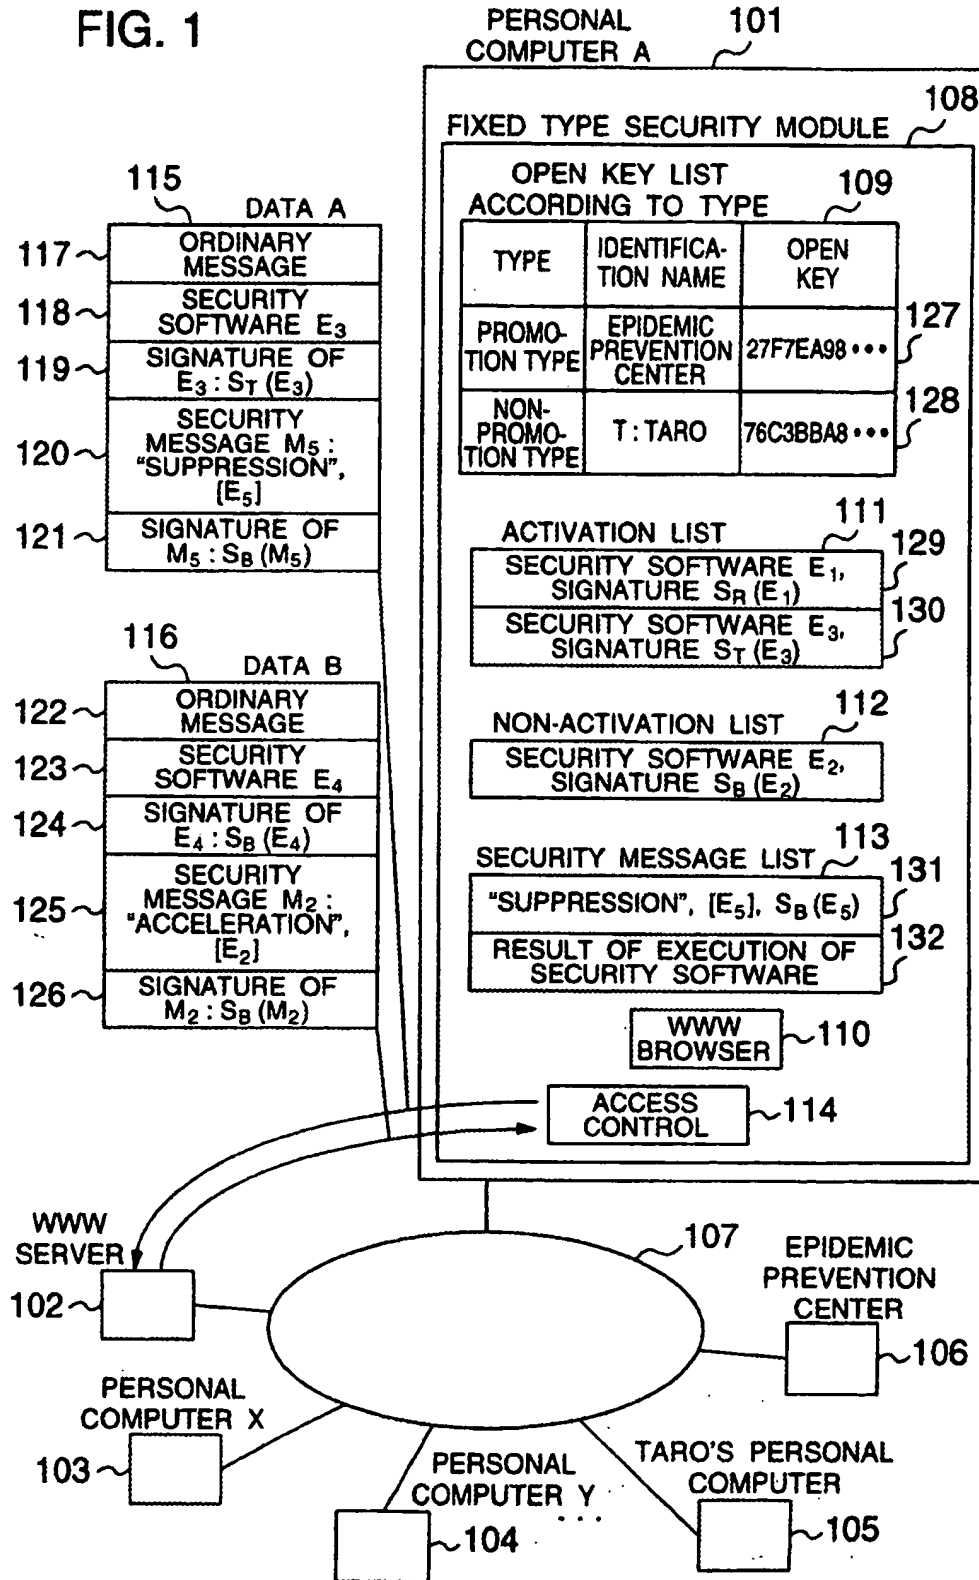 FIG. 1
PERSONAL
COMPUTER A
101
108
FIXED TYPE SECURITY MODULE
OPEN KEY LIST
ACCORDING TO TYPE
109
TYPE
IDENTIFICA-
TION NAME
OPEN
KEY
PROMO-
TION TYPE
EPIDEMIC
PREVENTION
CENTER
27F7EA98•••
127
NON-
PROMO-
TION TYPE
T : TARO
76C3BBA8•••
128
ACTIVATION LIST
111
SECURITY SOFTWARE E1,
SIGNATURE SR (E1)
129
SECURITY SOFTWARE E3,
SIGNATURE ST (E3)
130
NON-ACTIVATION LIST
112
SECURITY SOFTWARE E2,
SIGNATURE SB (E2)
SECURITY MESSAGE LIST
113
"SUPPRESSION", [E5], SB (E5)
131
RESULT OF EXECUTION OF
SECURITY SOFTWARE
132
WWW
BROWSER
110
ACCESS
CONTROL
114
115
DATA A
117
ORDINARY
MESSAGE
118
SECURITY
SOFTWARE E3
119
SIGNATURE OF
E3 : ST (E3)
120
SECURITY
MESSAGE M5 :
"SUPPRESSION",
[E5]
121
SIGNATURE OF
M5 : SB (M5)
116
DATA B
122
ORDINARY
MESSAGE
123
SECURITY
SOFTWARE E4
124
SIGNATURE OF
E4 : SB (E4)
125
SECURITY
MESSAGE M2 :
"ACCELERATION",
[E2]
126
SIGNATURE OF
M2 : SB (M2)
WWW
SERVER
102
107
EPIDEMIC
PREVENTION
CENTER
106
PERSONAL
COMPUTER X
103
PERSONAL
COMPUTER Y
104
...
TARO'S PERSONAL
COMPUTER
105